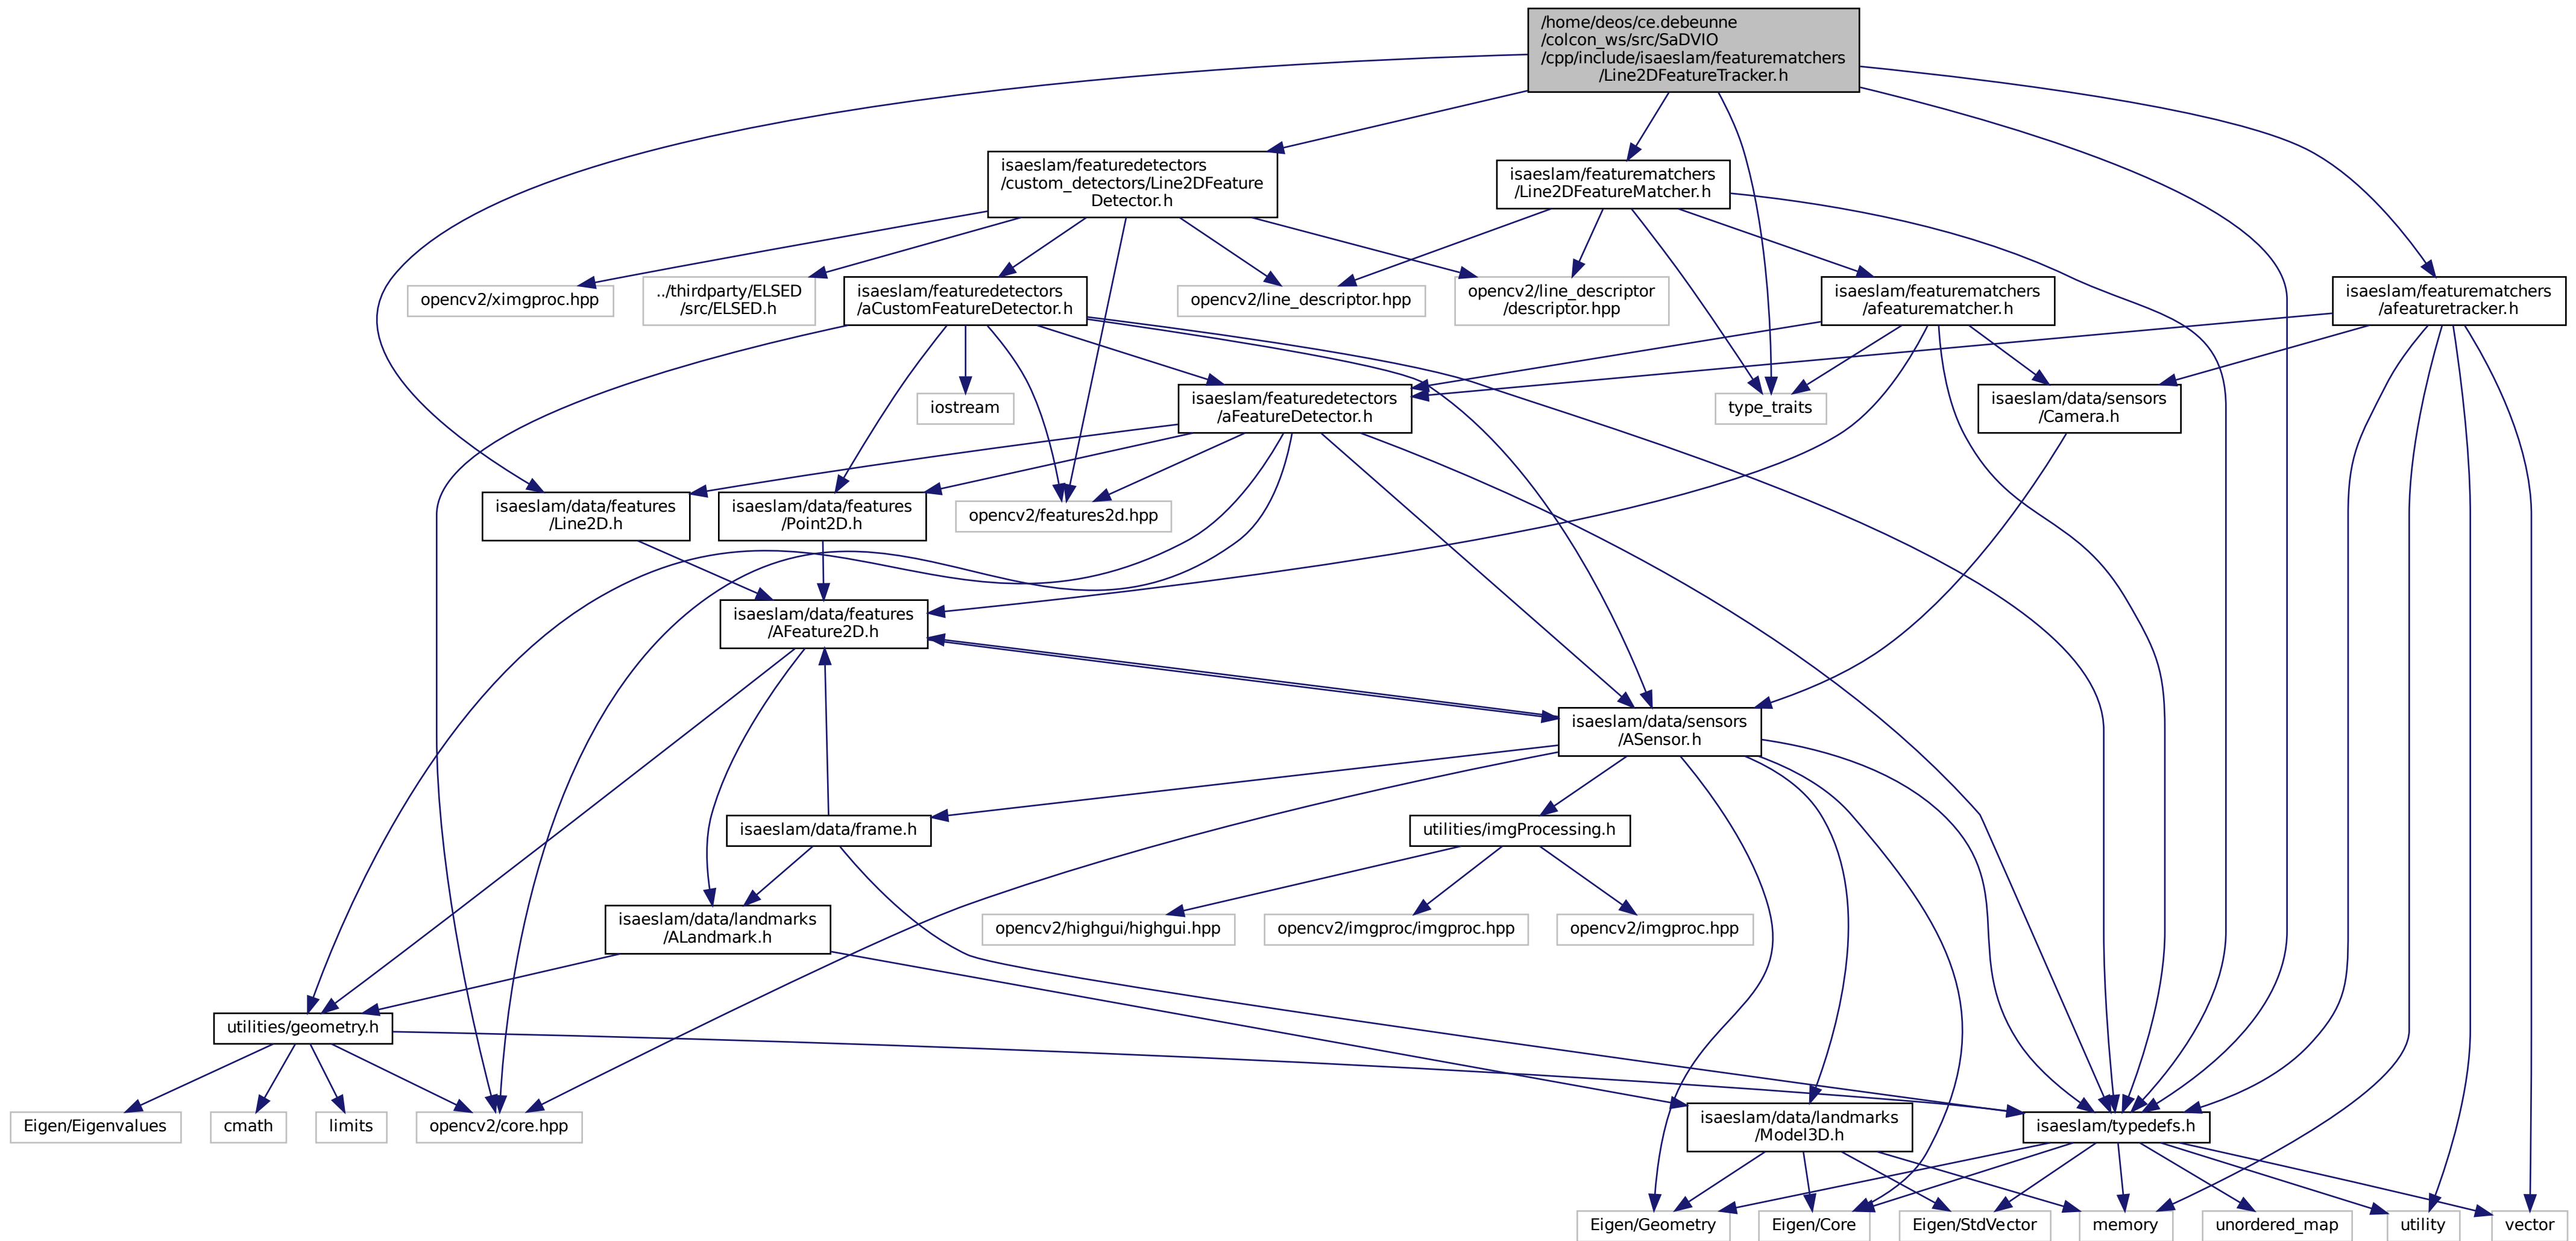 /home/deos/ce.debeunne
/colcon_ws/src/SaDVIO
/cpp/include/isaeslam/featurematchers
/Line2DFeatureTracker.h
isaeslam/featuredetectors
/custom_detectors/Line2DFeature
Detector.h
isaeslam/featurematchers
/Line2DFeatureMatcher.h
opencv2/ximgproc.hpp
../thirdparty/ELSED
/src/ELSED.h
isaeslam/featuredetectors
/aCustomFeatureDetector.h
opencv2/line_descriptor.hpp
opencv2/line_descriptor
/descriptor.hpp
isaeslam/featurematchers
/afeaturematcher.h
isaeslam/featurematchers
/afeaturetracker.h
iostream
isaeslam/featuredetectors
/aFeatureDetector.h
type_traits
isaeslam/data/sensors
/Camera.h
isaeslam/data/features
/Line2D.h
isaeslam/data/features
/Point2D.h
opencv2/features2d.hpp
isaeslam/data/features
/AFeature2D.h
isaeslam/data/sensors
/ASensor.h
isaeslam/data/frame.h
utilities/imgProcessing.h
isaeslam/data/landmarks
/ALandmark.h
opencv2/highgui/highgui.hpp
opencv2/imgproc/imgproc.hpp
opencv2/imgproc.hpp
utilities/geometry.h
Eigen/Eigenvalues
cmath
limits
opencv2/core.hpp
isaeslam/data/landmarks
/Model3D.h
isaeslam/typedefs.h
Eigen/Geometry
Eigen/Core
Eigen/StdVector
memory
unordered_map
utility
vector